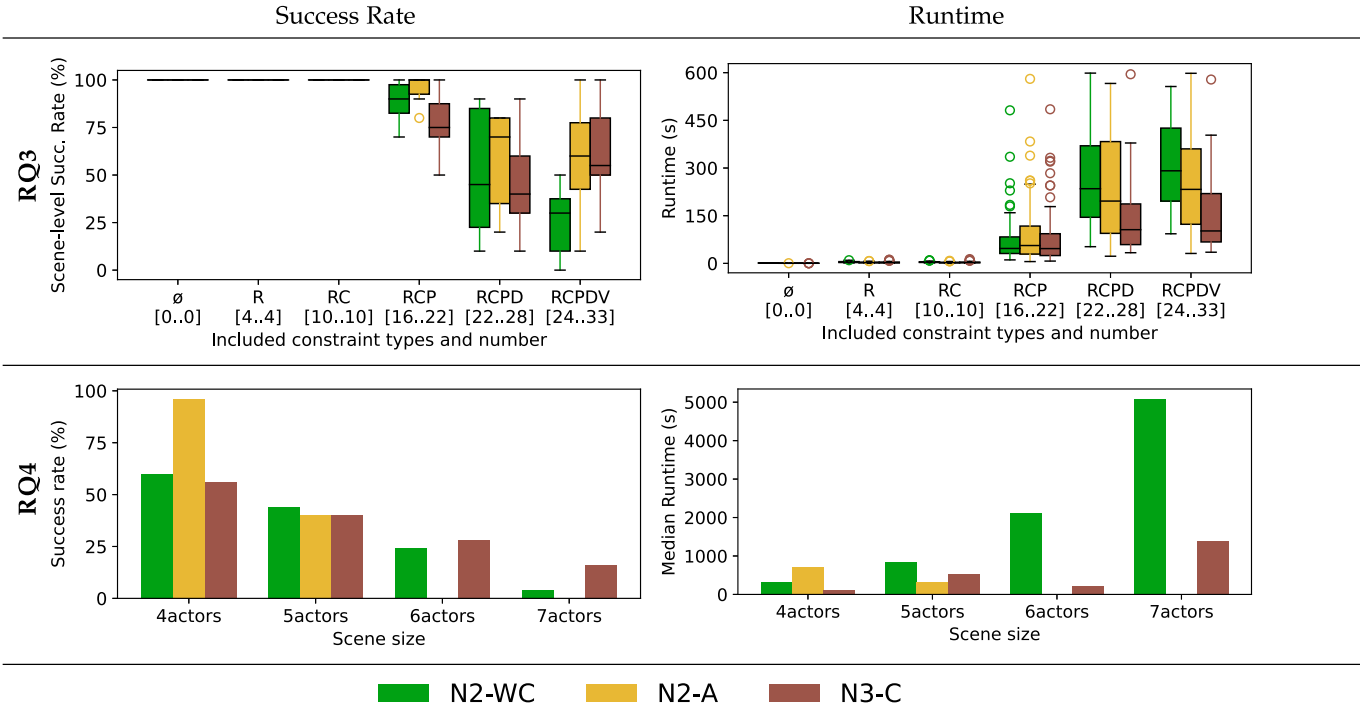 Success Rate
Runtime
RQ3
Scene-level Succ. Rate (%)
100
75
50
25
0
ø
R
RC
RCP
RCPD
RCPDV
[0..0]
[4..4]
[10..10]
[16..22]
[22..28]
[24..33]
Included constraint types and number
Runtime (s)
600
450
300
150
0
ø
R
RC
RCP
RCPD
RCPDV
[0..0]
[4..4]
[10..10]
[16..22]
[22..28]
[24..33]
Included constraint types and number
RQ4
Success rate (%)
100
75
50
25
0
4actors
5actors
6actors
7actors
Scene size
Median Runtime (s)
5000
4000
3000
2000
1000
0
4actors
5actors
6actors
7actors
Scene size
N2-WC
N2-A
N3-C